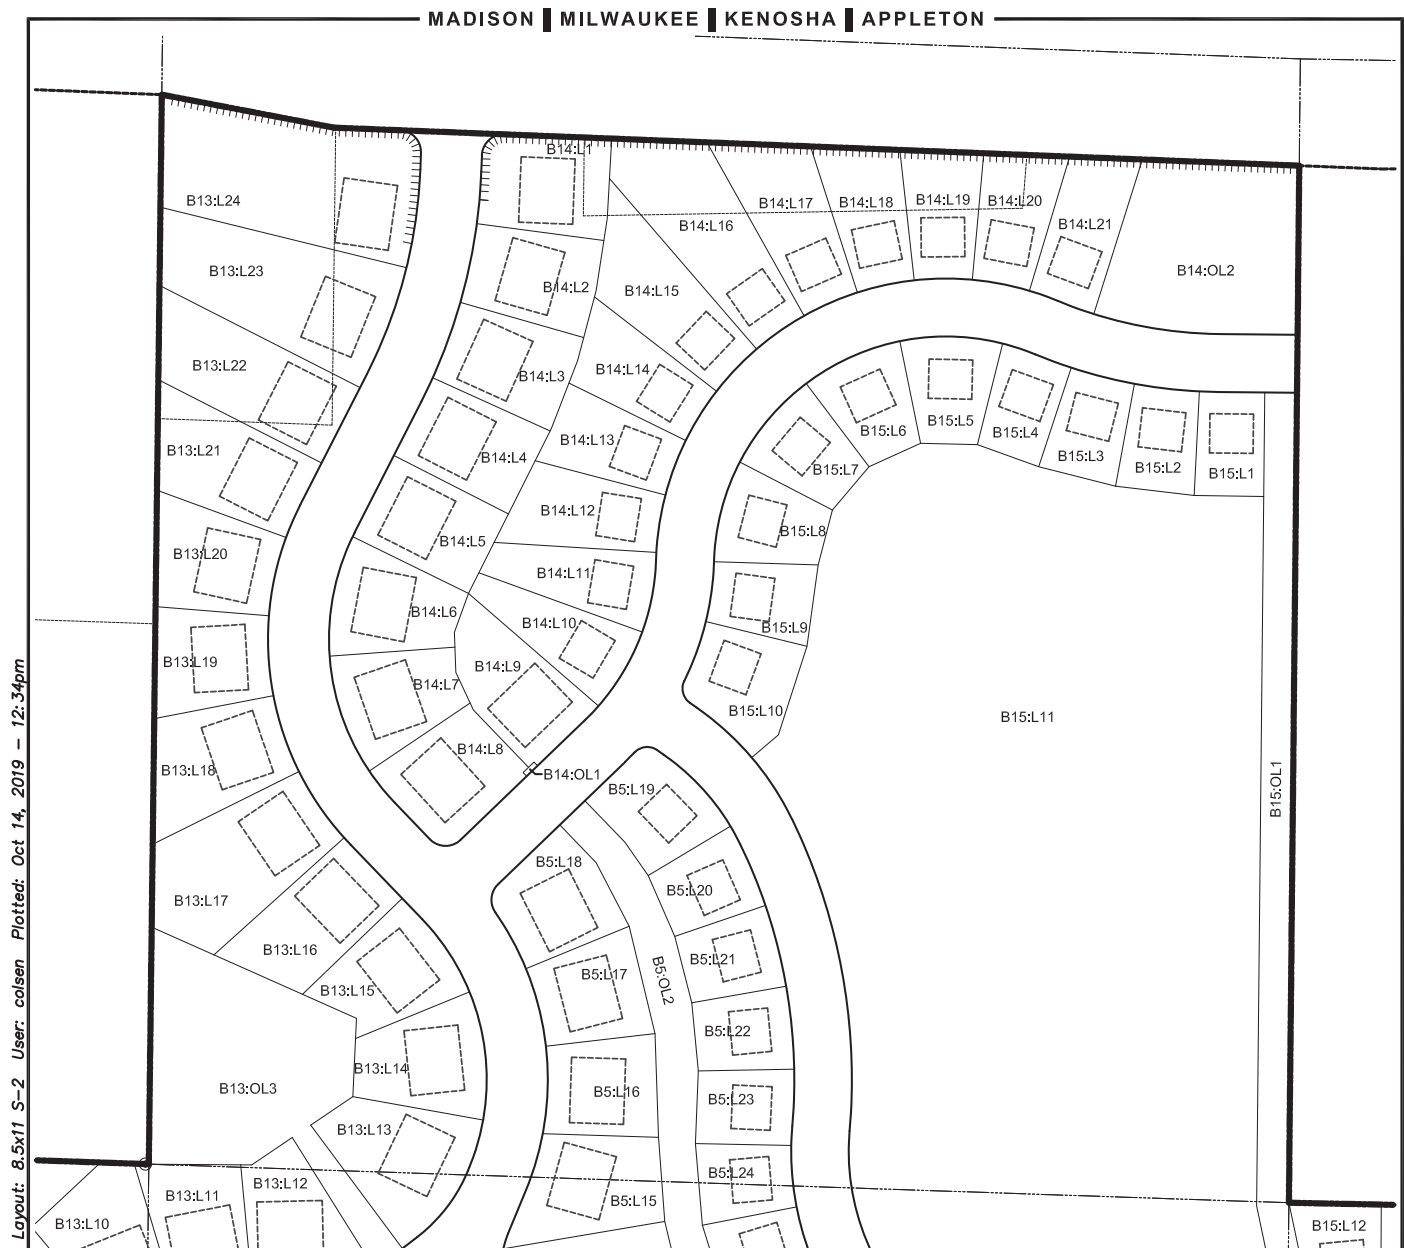 MADISON MILWAUKEE KENOSHA APPLETON
B14:L1
B13:L24
B14:L17
B14:L18
B14:L19
B14:L20
B14:L16
B14:L21
B13:L23
B14:OL2
B14:L2
B14:L15
B13:L22
B14:L3
B14:L14
B15:L5
B15:L6
B15:L4
B14:L13
B13:L21
B14:L4
B15:L3
B15:L7
B15:L2
B15:L1
B14:L12
B15:L8
B14:L5
B13:L20
B14:L11
B14:L6
B14:L10
B15:L9
B13:L19
B14:L9
B14:L7
B15:L10
B15:L11
B14:L8
B13:L18
B14:OL1
B5:L19
B15:OL1
B5:L18
B5:L20
B13:L17
B13:L16
B5:L21
B5:L17
B5:OL2
B13:L15
B5:L22
B13:L14
B13:OL3
B5:L16
B5:L23
B13:L13
B5:L24
B13:L12
B13:L11
B5:L15
B13:L10
B15:L12
Layout: 8.5x11 S-2 User: colsen Plotted: Oct 14, 2019 - 12:34pm